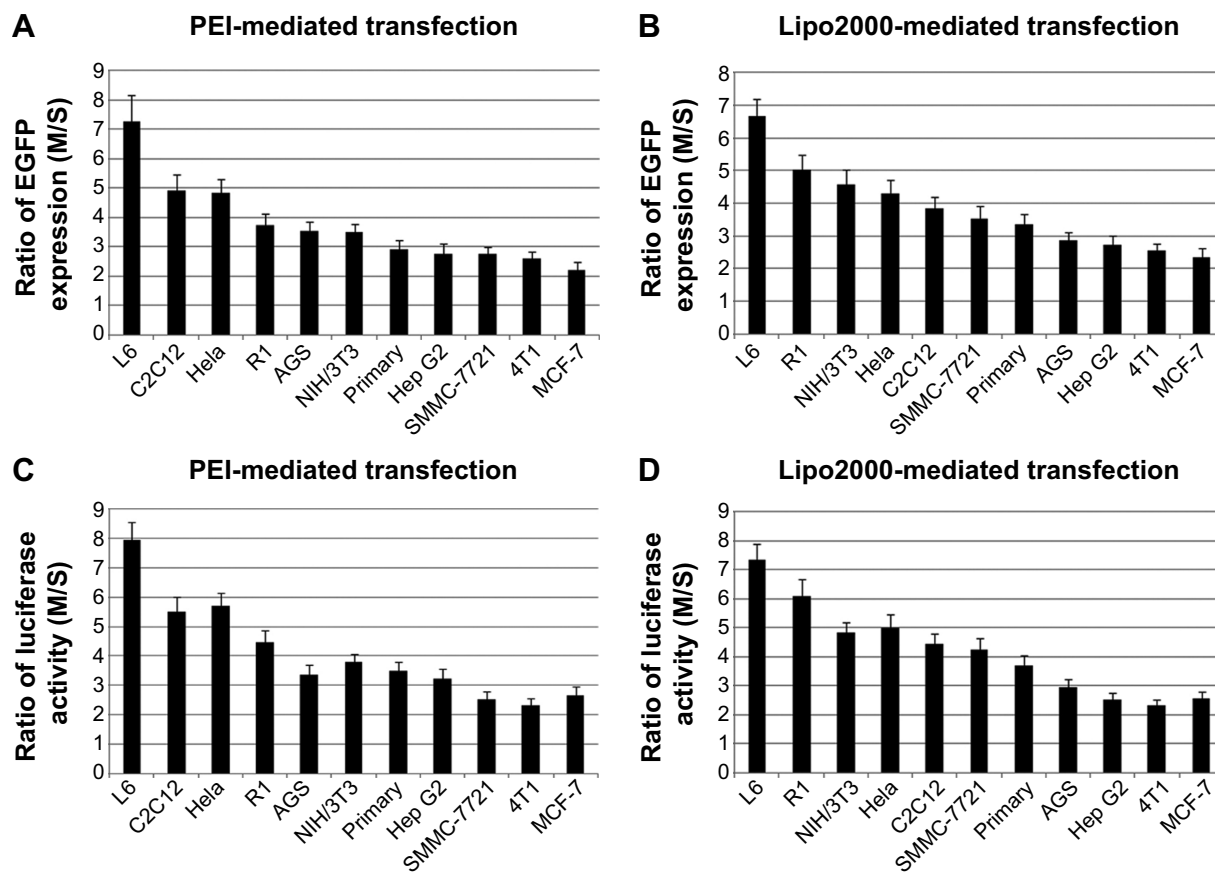 A
PEI-mediated transfection
Ratio of EGFP
expression (M/S)
9
8
7
6
5
4
3
2
1
0
L6
C2C12
Hela
R1
AGS
NIH/3T3
Primary
Hep G2
SMMC-7721
4T1
MCF-7
B
Lipo2000-mediated transfection
Ratio of EGFP
expression (M/S)
8
7
6
5
4
3
2
1
0
L6
R1
NIH/3T3
Hela
C2C12
SMMC-7721
Primary
AGS
Hep G2
4T1
MCF-7
C
PEI-mediated transfection
Ratio of luciferase
activity (M/S)
9
8
7
6
5
4
3
2
1
0
L6
C2C12
Hela
R1
AGS
NIH/3T3
Primary
Hep G2
SMMC-7721
4T1
MCF-7
D
Lipo2000-mediated transfection
Ratio of luciferase
activity (M/S)
9
8
7
6
5
4
3
2
1
0
L6
R1
NIH/3T3
Hela
C2C12
SMMC-7721
Primary
AGS
Hep G2
4T1
MCF-7